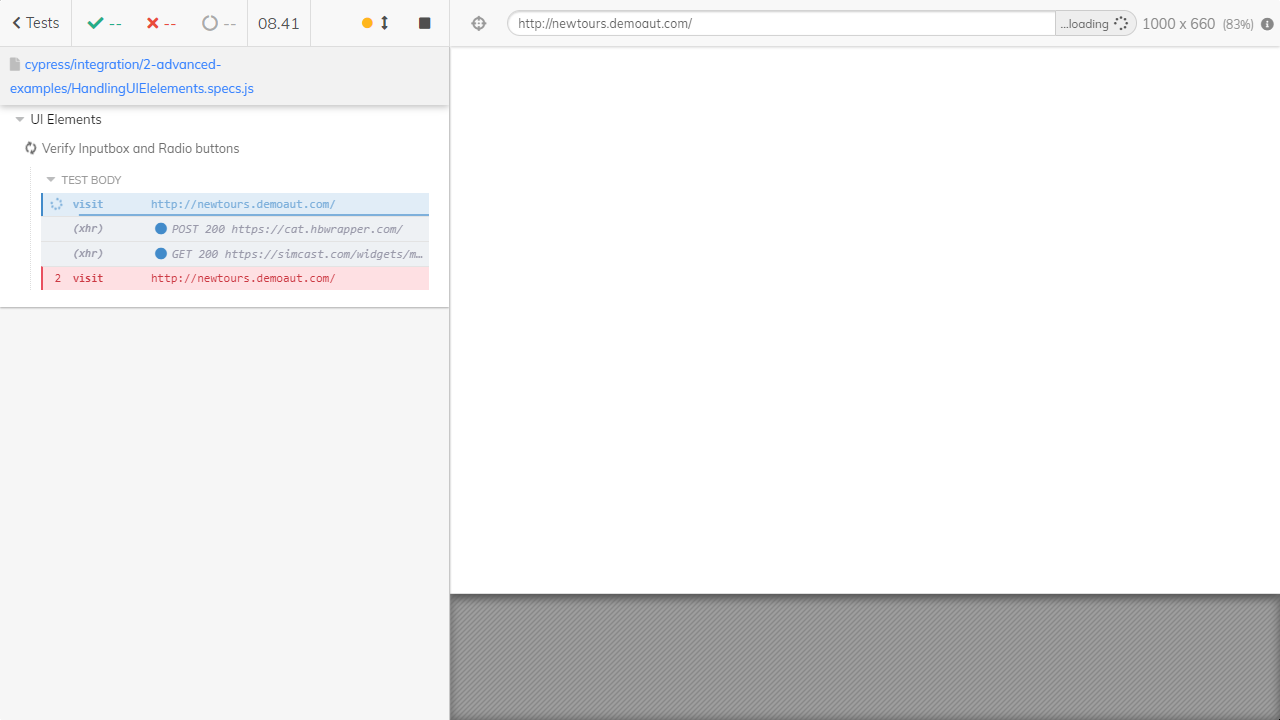 Tests -- -- -- 08.41
http://newtours.demoaut.com/ ...loading 1000 x 660 (83%)
cypress/integration/2-advanced-
examples/HandlingUIElelements.specs.js
UI Elements
Verify Inputbox and Radio buttons
TEST BODY
visit http://newtours.demoaut.com/
(xhr) POST 200 https://cat.hbwrapper.com/
(xhr) GET 200 https://simcast.com/widgets/m…
2 visit http://newtours.demoaut.com/